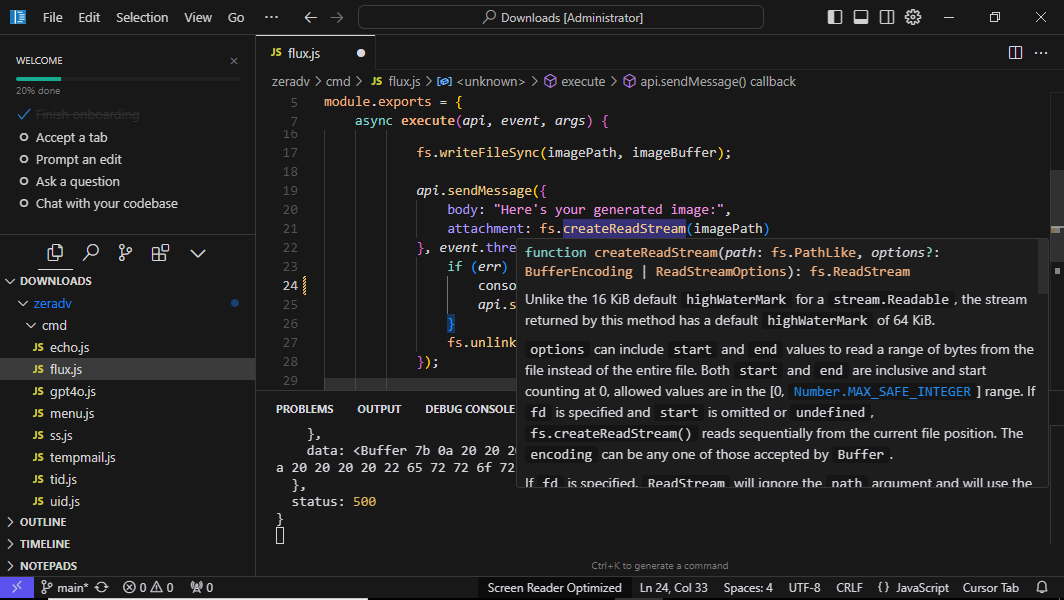 File Edit Selection View Go ··· Downloads [Administrator]
WELCOME
20% done
Finish onboarding
Accept a tab
Prompt an edit
Ask a question
Chat with your codebase
DOWNLOADS
zeradv
cmd
JS echo.js
JS flux.js
JS gpt4o.js
JS menu.js
JS ss.js
JS tempmail.js
JS tid.js
JS uid.js
OUTLINE
TIMELINE
NOTEPADS
JS flux.js
zeradv > cmd > JS flux.js > <unknown> > execute > api.sendMessage() callback
5 module.exports = {
7 async execute(api, event, args) {
16
17 fs.writeFileSync(imagePath, imageBuffer);
18
19 api.sendMessage({
20 body: "Here's your generated image:",
21 attachment: fs.createReadStream(imagePath)
22 }, event.thre
23 if (err)
24 conso
25 api.s
26 }
27 fs.unlink
28 });
29
function createReadStream(path: fs.PathLike, options?:
BufferEncoding | ReadStreamOptions): fs.ReadStream
Unlike the 16 KiB default highWaterMark for a stream.Readable, the stream
returned by this method has a default highWaterMark of 64 KiB.
options can include start and end values to read a range of bytes from the
file instead of the entire file. Both start and end are inclusive and start
counting at 0, allowed values are in the [0, Number.MAX_SAFE_INTEGER] range. If
fd is specified and start is omitted or undefined,
fs.createReadStream() reads sequentially from the current file position. The
encoding can be any one of those accepted by Buffer.
If fd is specified, ReadStream will ignore the path argument and will use the
PROBLEMS OUTPUT DEBUG CONSOLE
},
data: <Buffer 7b 0a 20 20 2
a 20 20 20 20 22 65 72 72 6f 72
},
status: 500
}
Ctrl+K to generate a command
main* 0 0 0 Screen Reader Optimized Ln 24, Col 33 Spaces: 4 UTF-8 CRLF {} JavaScript Cursor Tab